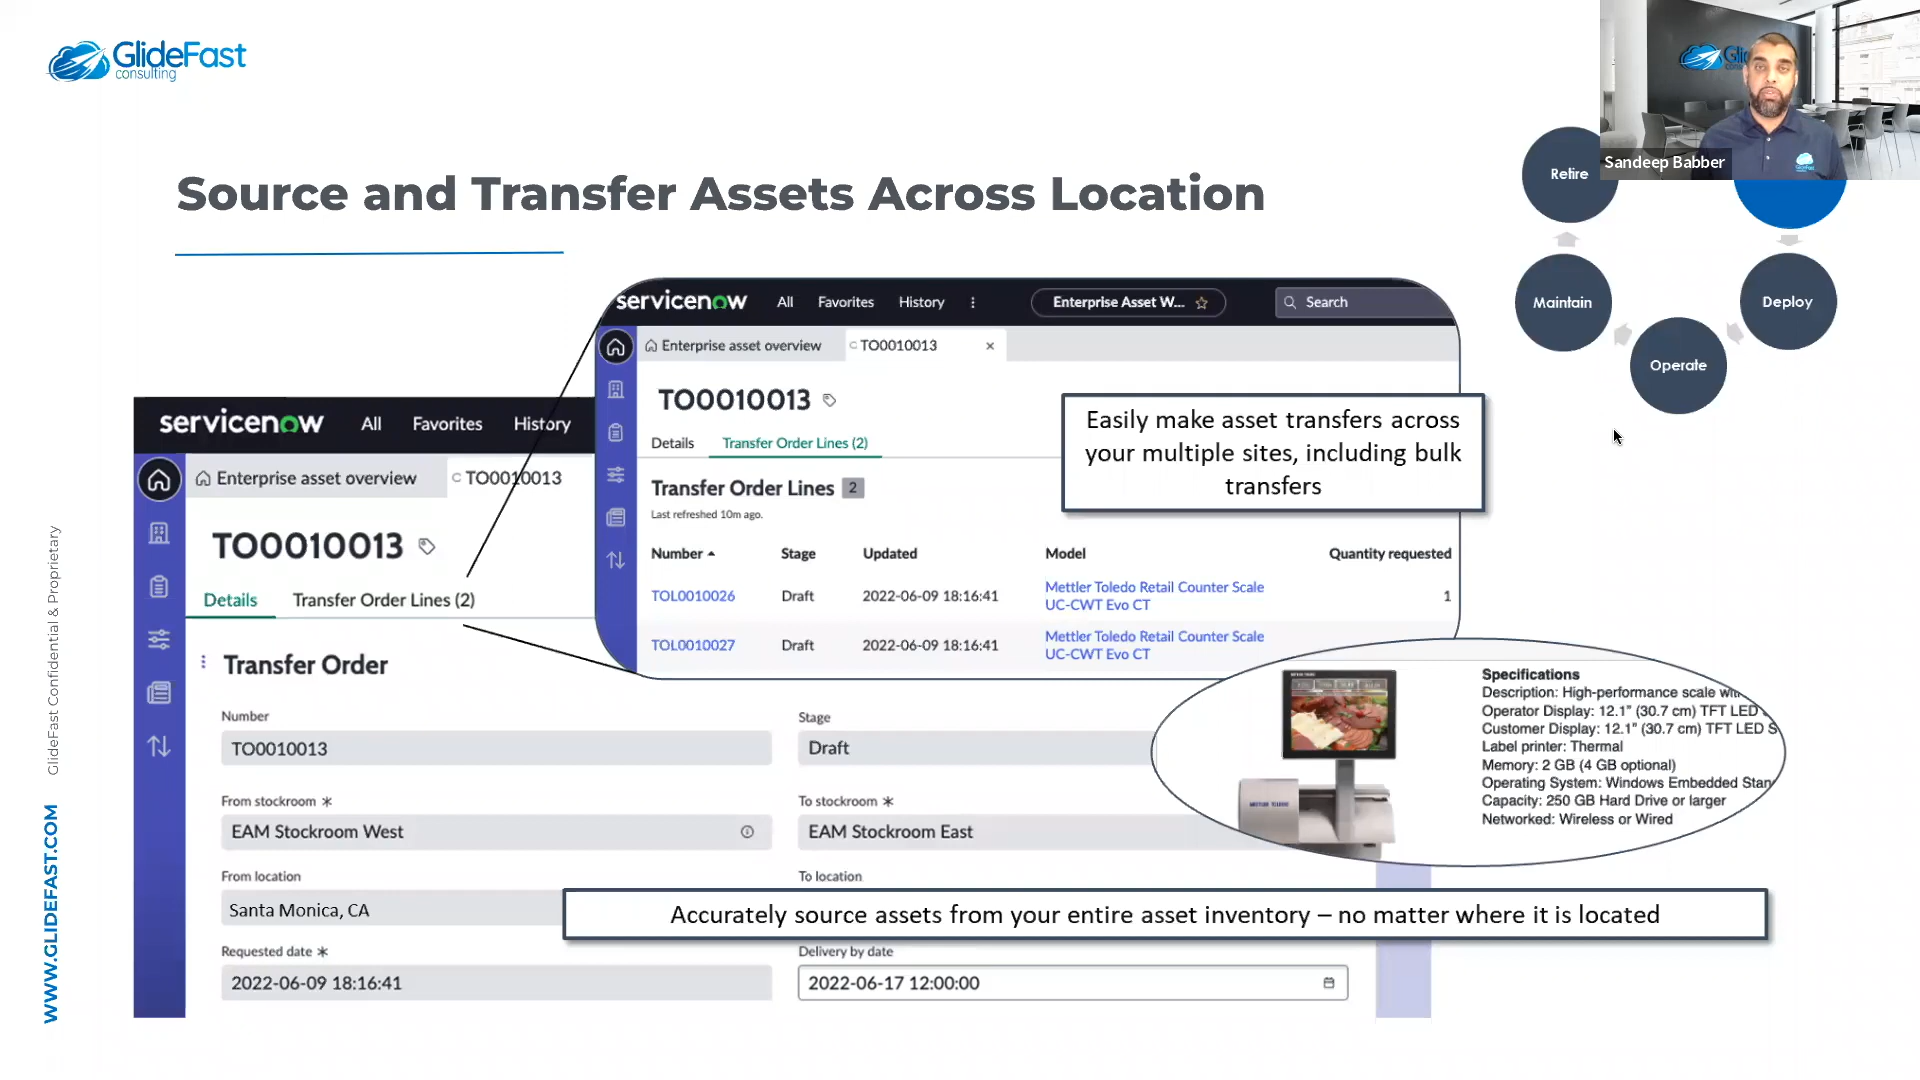 GlideFast
consulting
Sandeep Babber
Source and Transfer Assets Across Location
Retire
Maintain
Operate
Deploy
servicenow All Favorites History Enterprise Asset W... Search
Enterprise asset overview TO0010013
TO0010013
Details Transfer Order Lines (2)
Transfer Order Lines 2
Last refreshed 10m ago.
Number Stage Updated Model Quantity requested
TOL0010026 Draft 2022-06-09 18:16:41 Mettler Toledo Retail Counter Scale
UC-CWT Evo CT 1
TOL0010027 Draft 2022-06-09 18:16:41 Mettler Toledo Retail Counter Scale
UC-CWT Evo CT
Easily make asset transfers across
your multiple sites, including bulk
transfers
servicenow All Favorites History
Enterprise asset overview TO0010013
TO0010013
Details Transfer Order Lines (2)
Transfer Order
Number
TO0010013
Stage
Draft
From stockroom *
EAM Stockroom West
To stockroom *
EAM Stockroom East
From location
Santa Monica, CA
To location
Requested date *
2022-06-09 18:16:41
Delivery by date
2022-06-17 12:00:00
Specifications
Description: High-performance scale
Operator Display: 12.1" (30.7 cm) TFT LED
Customer Display: 12.1" (30.7 cm) TFT LED S
Label printer: Thermal
Memory: 2 GB (4 GB optional)
Operating System: Windows Embedded Stan
Capacity: 250 GB Hard Drive or larger
Networked: Wireless or Wired
METTLER TOLEDO
Accurately source assets from your entire asset inventory – no matter where it is located
WWW.GLIDEFAST.COM GlideFast Confidential & Proprietary